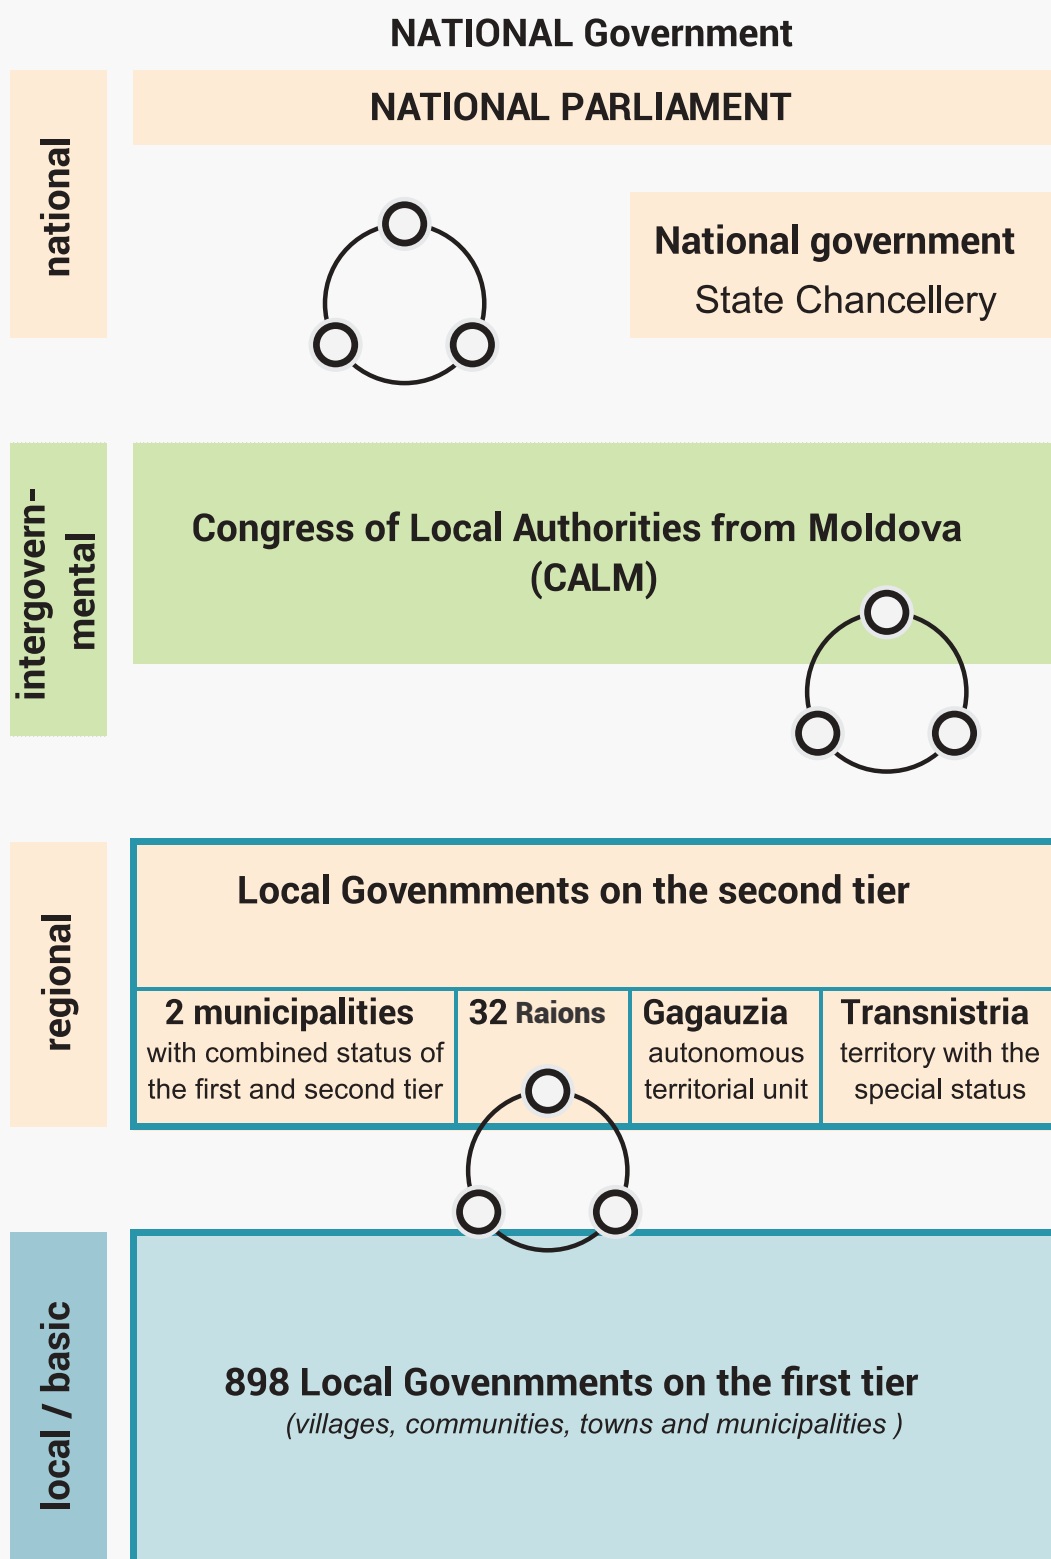 NATIONAL Government
national
NATIONAL PARLIAMENT
National government
State Chancellery
intergovern-
mental
Congress of Local Authorities from Moldova
(CALM)
regional
Local Govenmments on the second tier
2 municipalities
with combined status of
the first and second tier
32 Raions
Gagauzia
autonomous
territorial unit
Transnistria
territory with the
special status
local / basic
898 Local Govenmments on the first tier
(villages, communities, towns and municipalities )